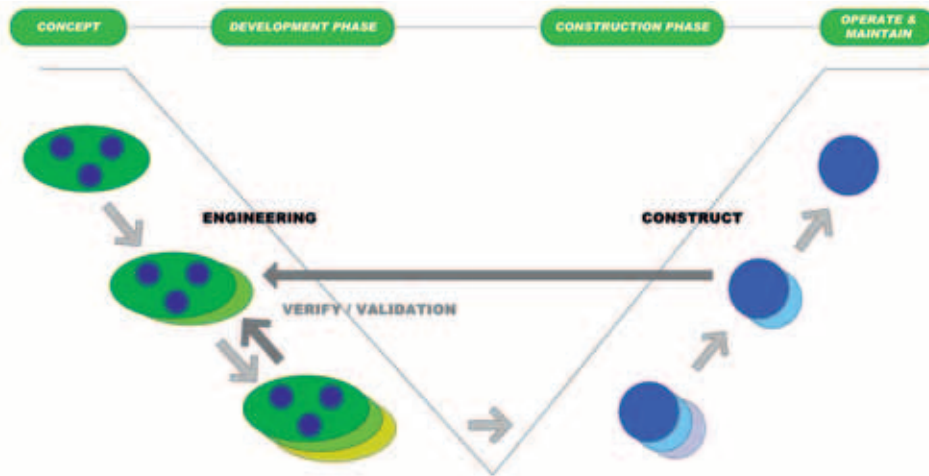 CONCEPT
DEVELOPMENT PHASE
CONSTRUCTION PHASE
OPERATE &
MAINTAIN
ENGINEERING
CONSTRUCT
VERIFY / VALIDATION